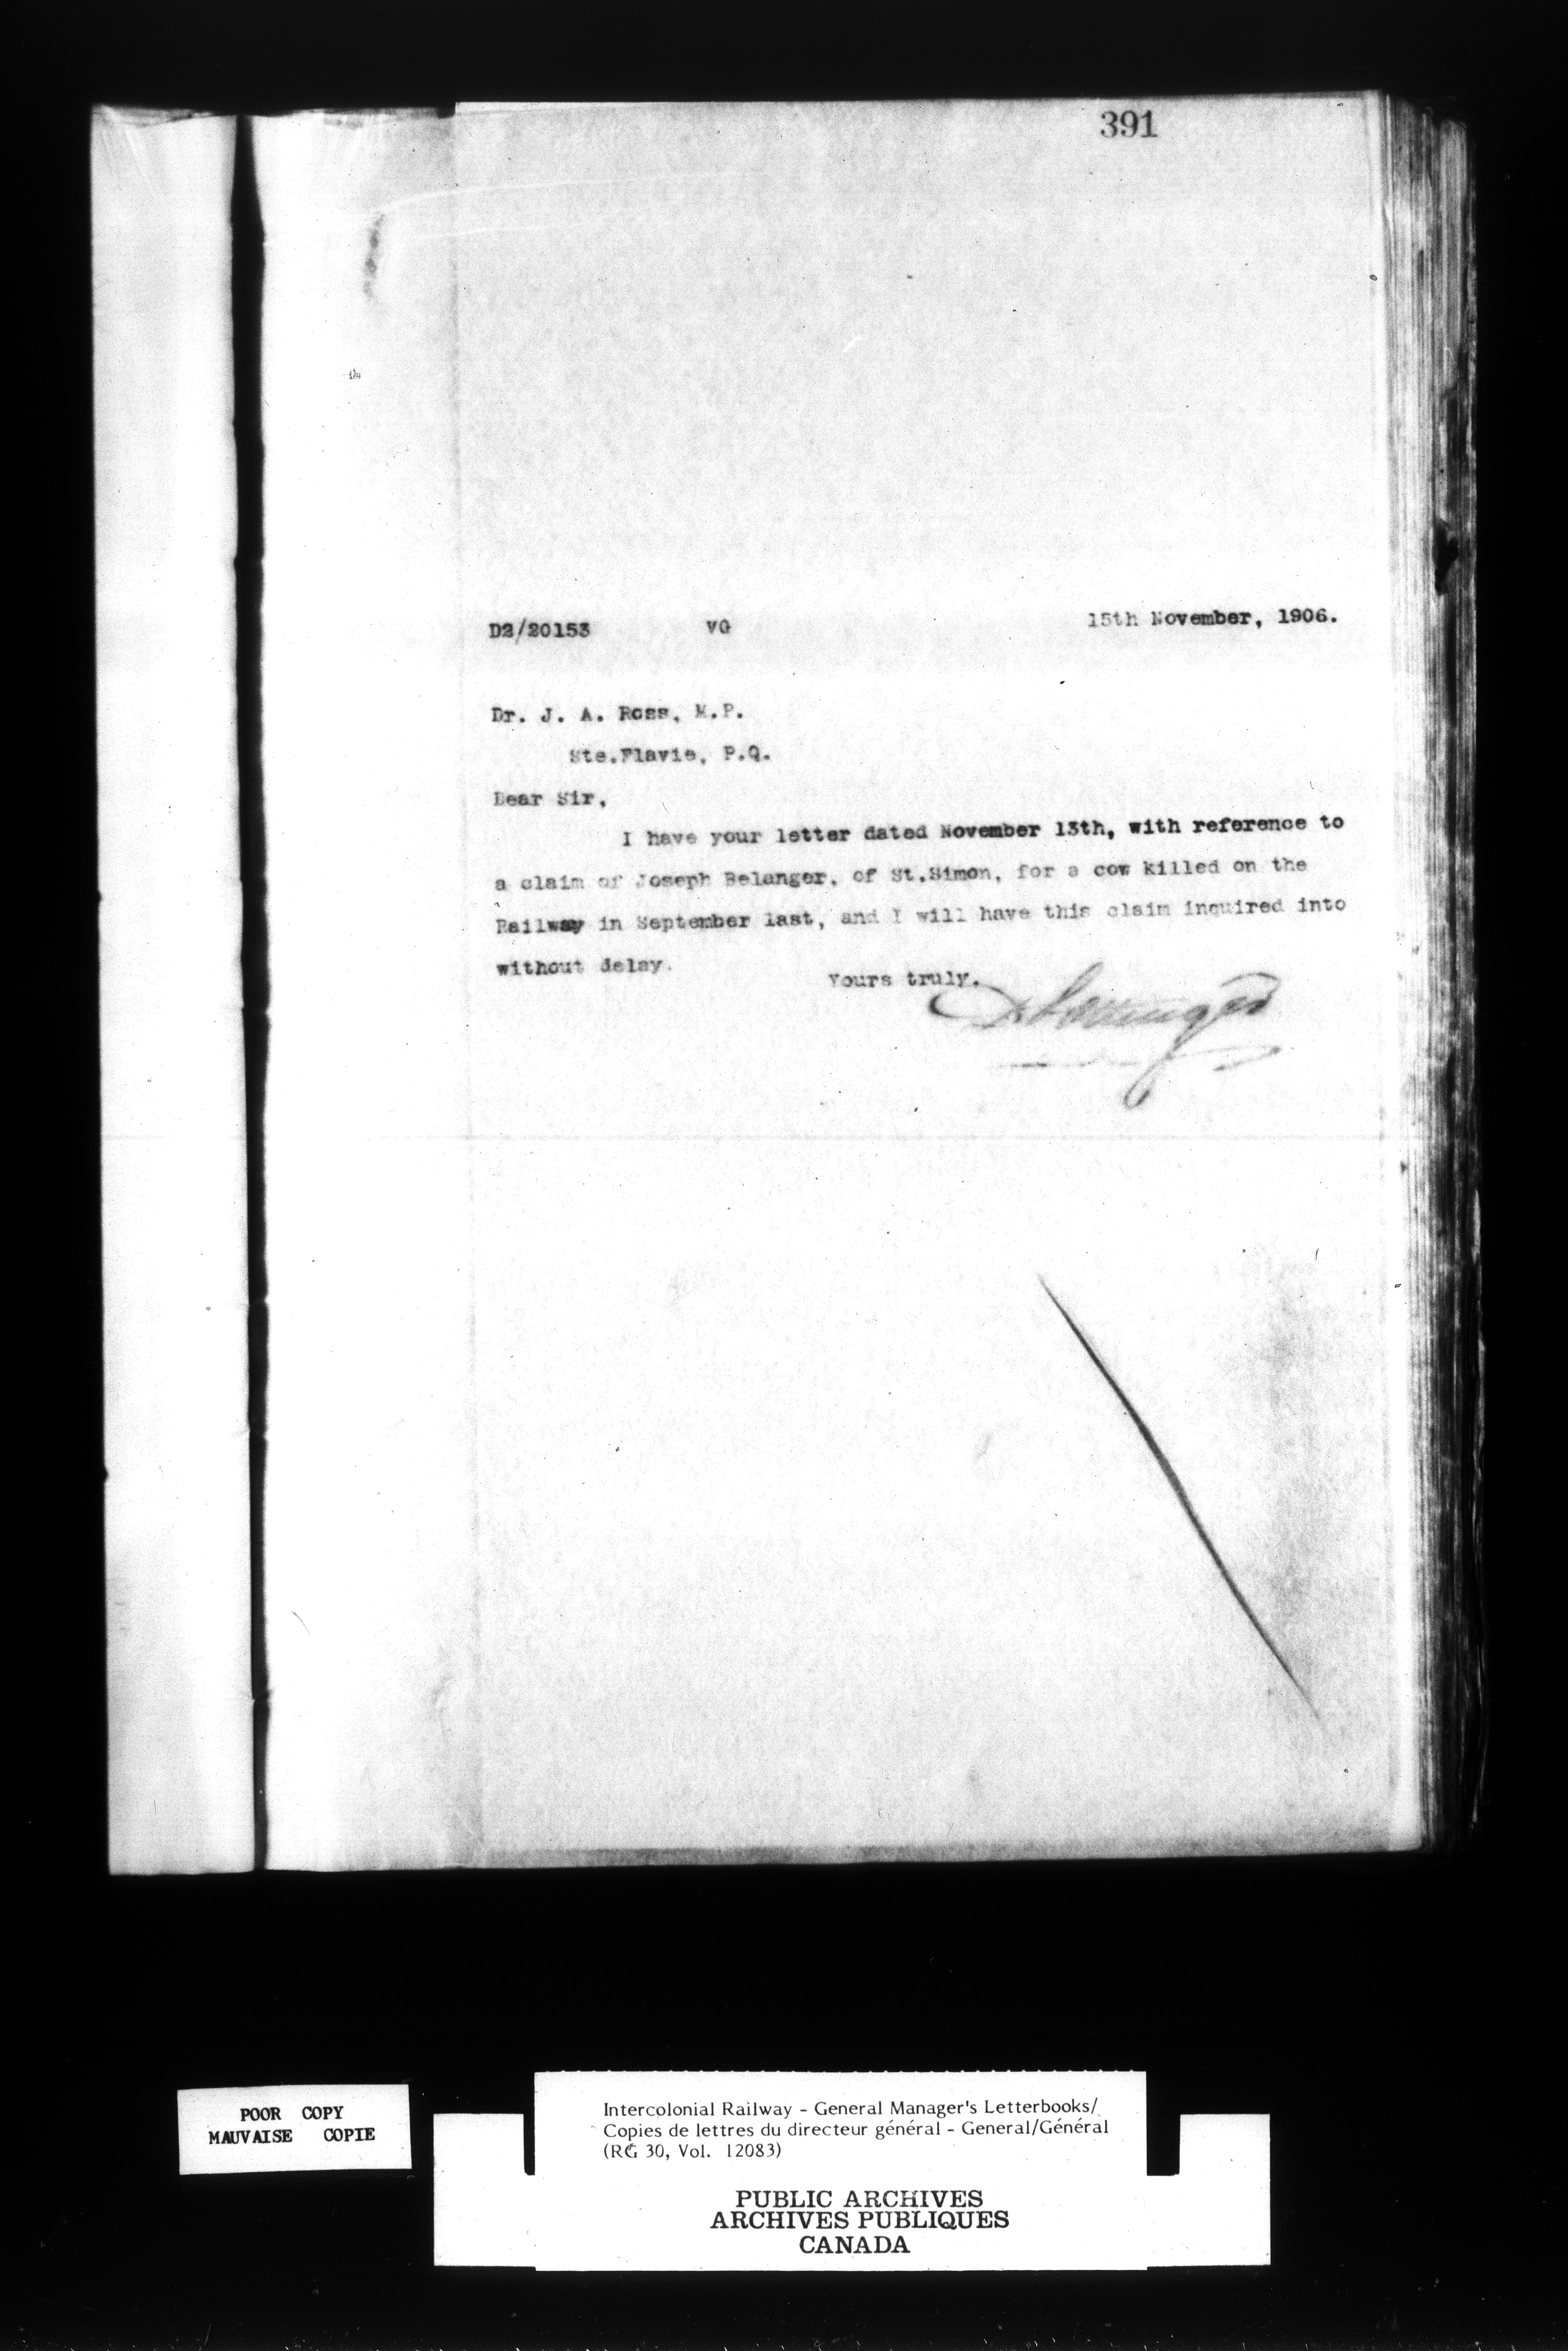 391
D2/20153 VG 15th November, 1906.
Dr. J. A. Ross, M.P.
Ste.Flavie, P.Q.
Dear Sir,
I have your letter dated November 13th, with reference to
a claim of Joseph Belanger, of St.Simon, for a cow killed on the
Railway in September last, and I will have this claim inquired into
without delay.
Yours truly,
POOR COPY
MAUVAISE COPIE
Intercolonial Railway - General Manager's Letterbooks/
Copies de lettres du directeur général - General/Général
(RG 30, Vol. 12083)
PUBLIC ARCHIVES
ARCHIVES PUBLIQUES
CANADA